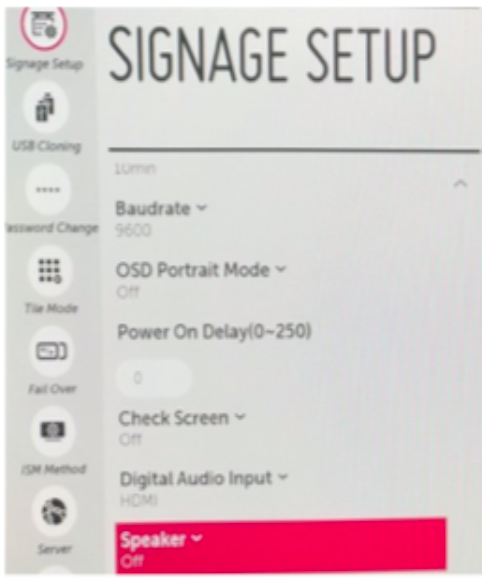 SIGNAGE SETUP
Signage Setup
USB Cloning
assword Change
Tile Mode
Fail Over
ISM Method
Server
10min
Baudrate
9600
OSD Portrait Mode
Off
Power On Delay(0~250)
0
Check Screen
Off
Digital Audio Input
HDMI
Speaker
Off